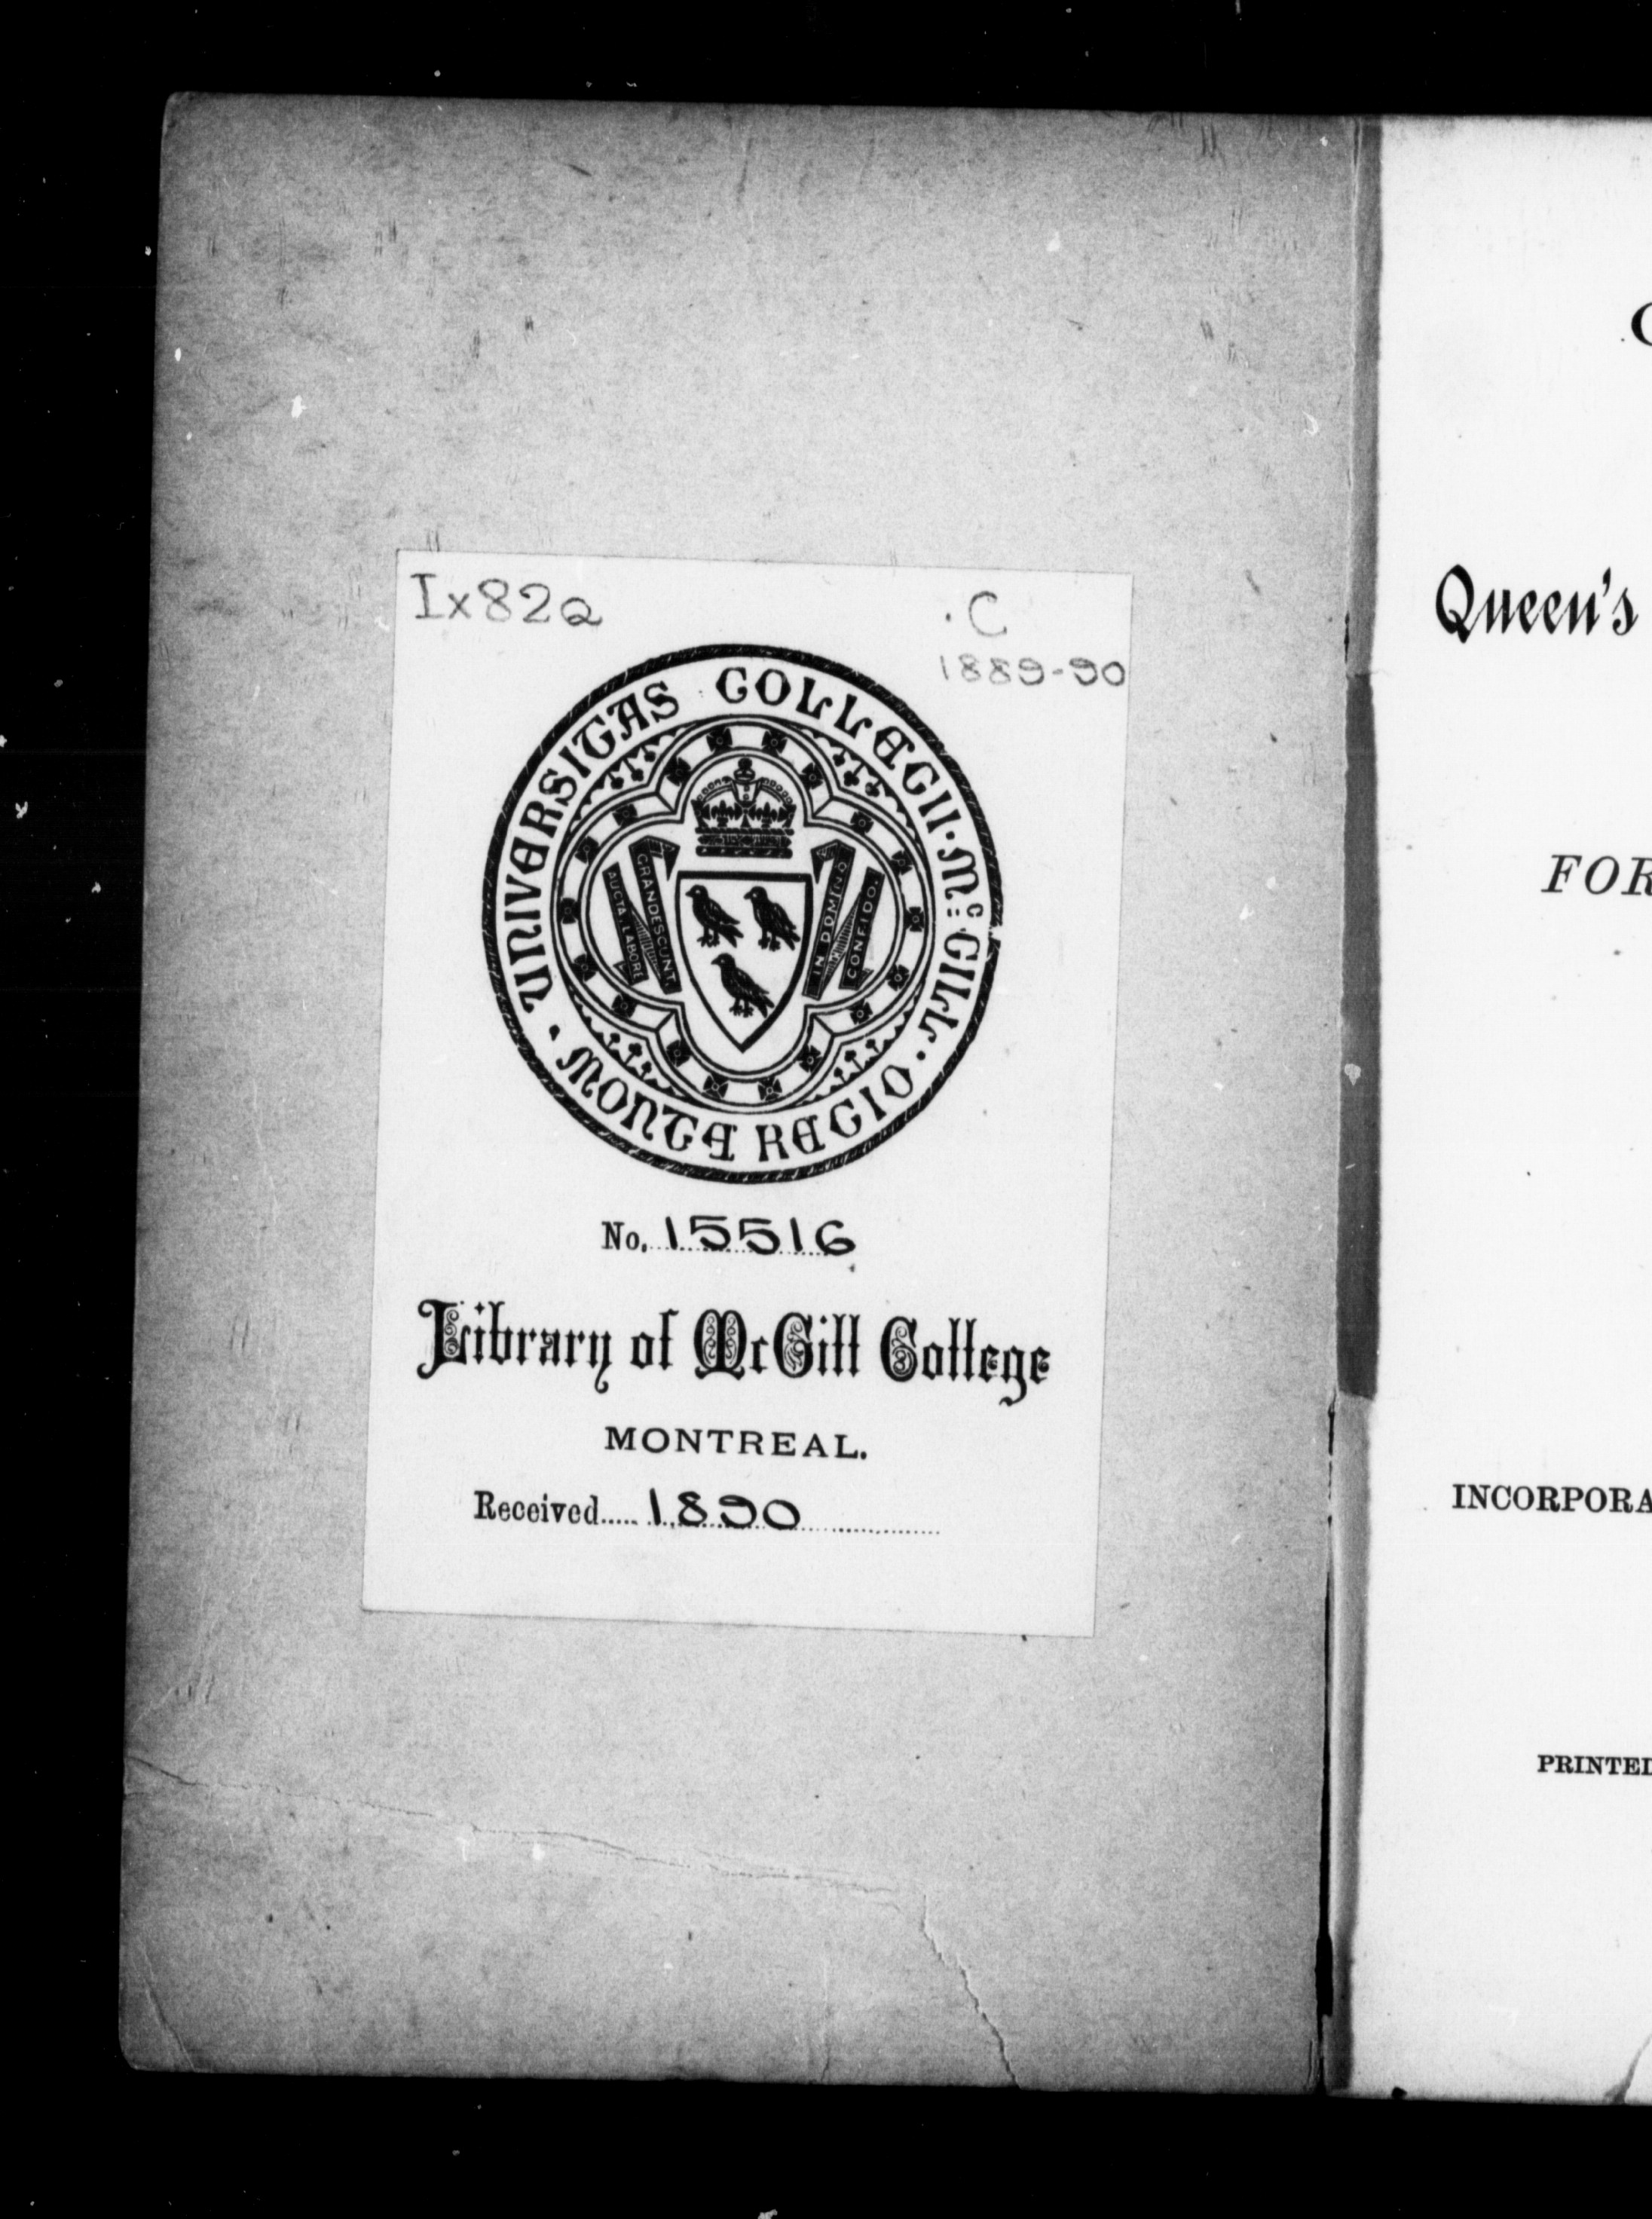 Ix82Q .C
1889-90
UNIVERSITAS COLLEGII · McGILL · MONTE REGIO ·
GRANDESCUNT AUCTA LABORE
IN DOMINO CONFIDO.
No. 15516
Library of McGill College
MONTREAL.
Received 1890
C
Queen's
FOR
INCORPORA
PRINTED